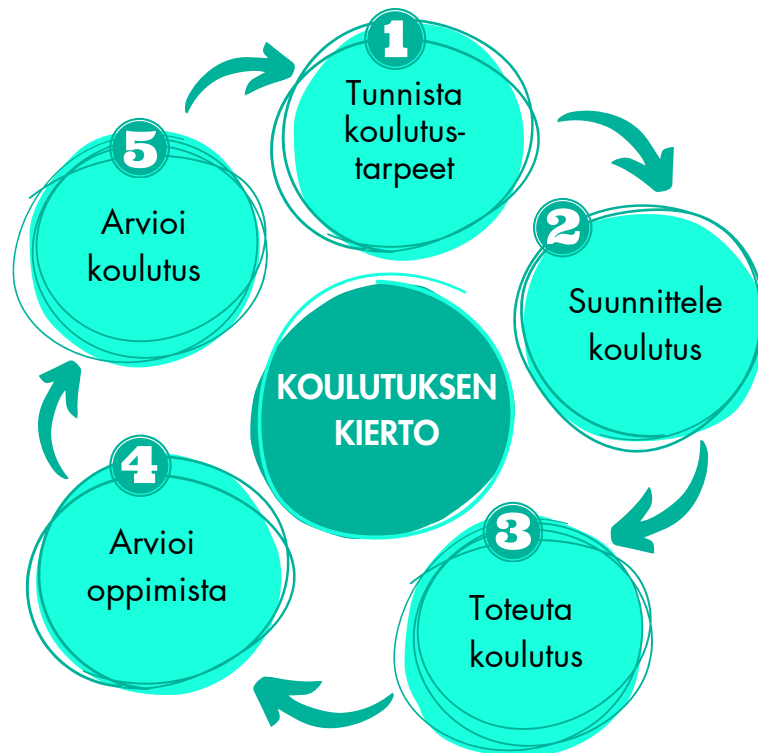 1
Tunnista
koulutus-
tarpeet
2
Suunnittele
koulutus
3
Toteuta
koulutus
4
Arvioi
oppimista
5
Arvioi
koulutus
KOULUTUKSEN
KIERTO